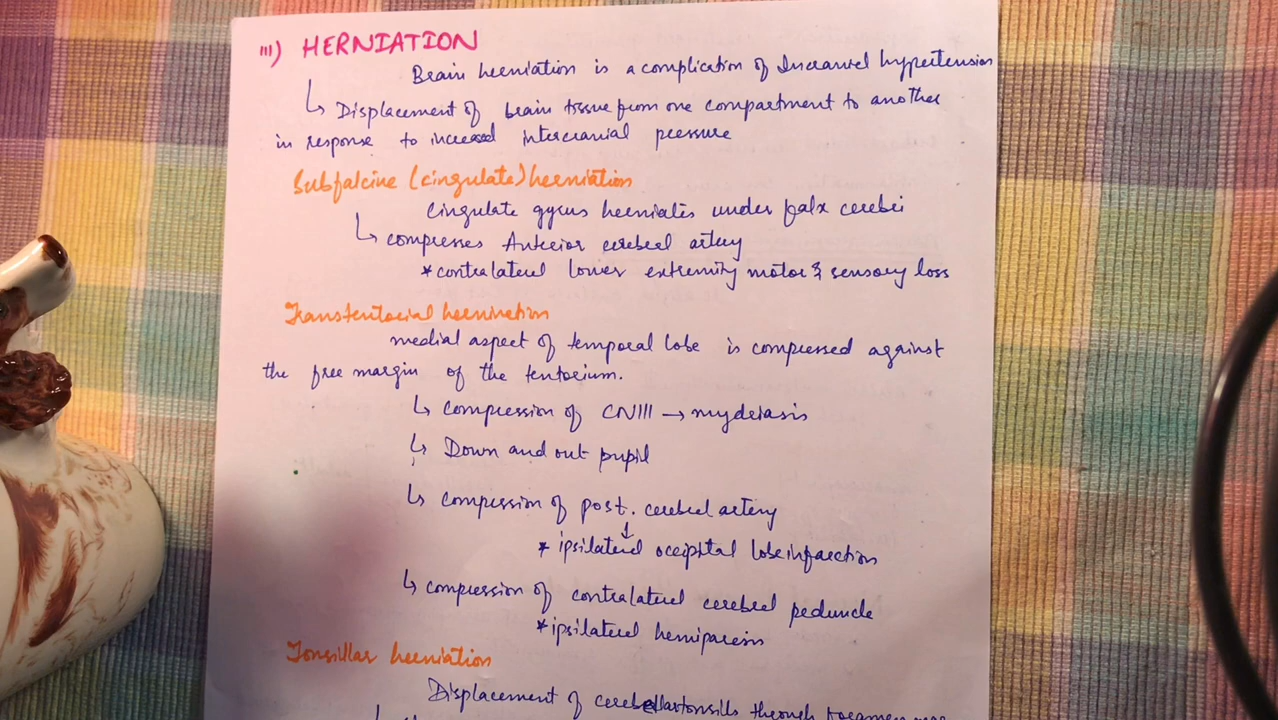 III) HERNIATION
Brain herniation is a complication of Incranial hypertension
↳ Displacement of brain tissue from one compartment to another
in response to increased intercranial pressure
Subfalcine (cingulate) herniation
Cingulate gyrus herniates under falx cerebei
↳ compresses Anterior cerebral artery
* contralateral lower extremity motor & sensory loss
Transtentorial herniation
medial aspect of temporal lobe is compressed against
the free margin of the tentorium.
↳ compression of CNIII → mydriasis
↳ Down and out pupil
↳ compression of post. cerebral artery
↓
* ipsilateral occipital lobe infarction
↳ compression of contralateral cerebral peduncle
* ipsilateral hemiparesis
Tonsillar herniation
Displacement of cerebellar tonsills through foramen